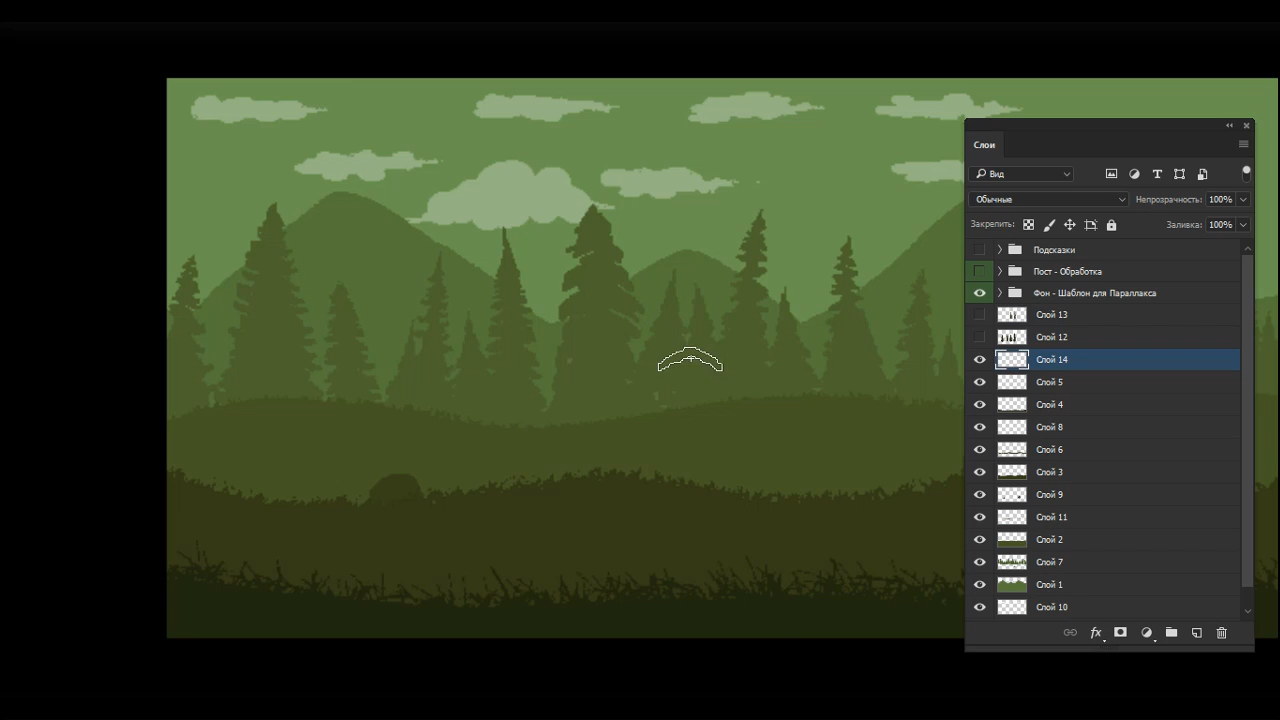 Слои
Вид
Обычные
Непрозрачность: 100%
Закрепить:
Заливка: 100%
Подсказки
Пост - Обработка
Фон - Шаблон для Параллакса
Слой 13
Слой 12
Слой 14
Слой 5
Слой 4
Слой 8
Слой 6
Слой 3
Слой 9
Слой 11
Слой 2
Слой 7
Слой 1
Слой 10
fx